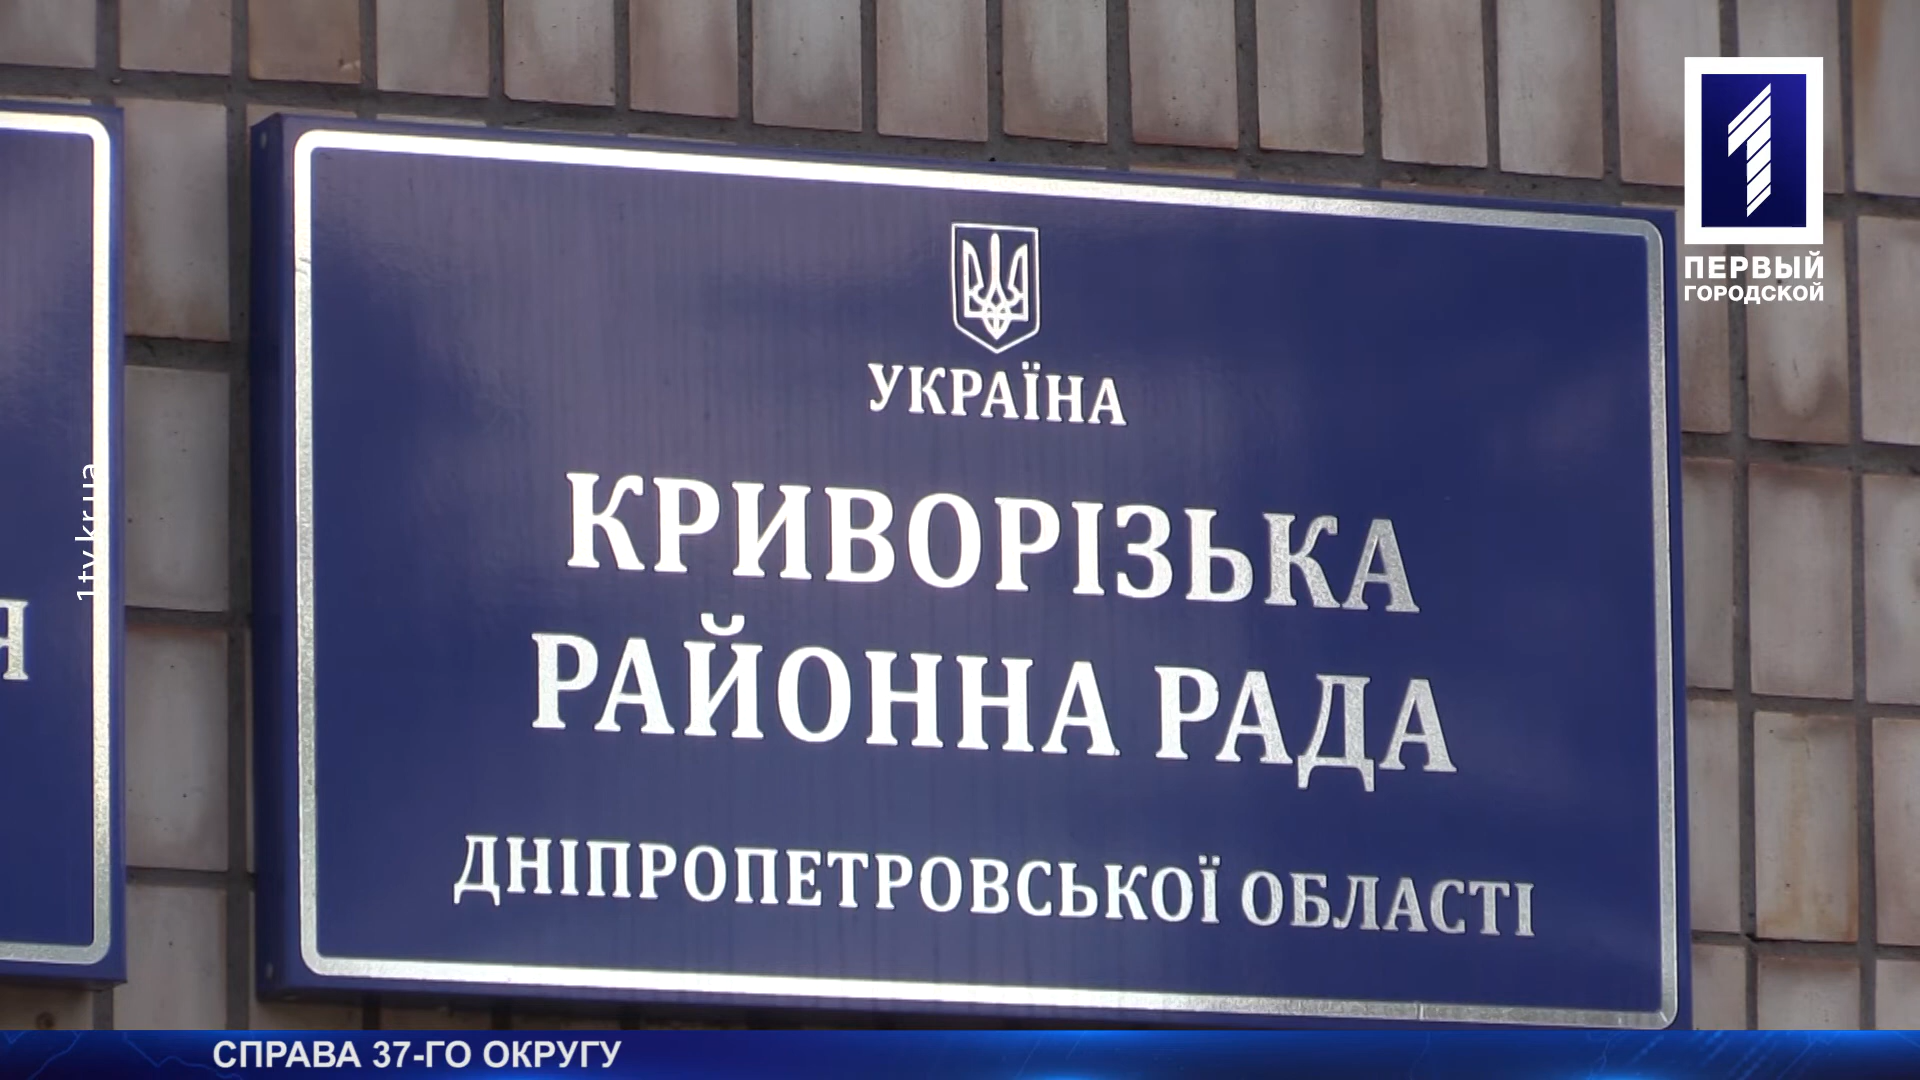 ПЕРВЫЙ
ГОРОДСКОЙ
УКРАЇНА
КРИВОРІЗЬКА
РАЙОННА РАДА
ДНІПРОПЕТРОВСЬКОЇ ОБЛАСТІ
1tv.kr.ua
Я
СПРАВА 37-ГО ОКРУГУ